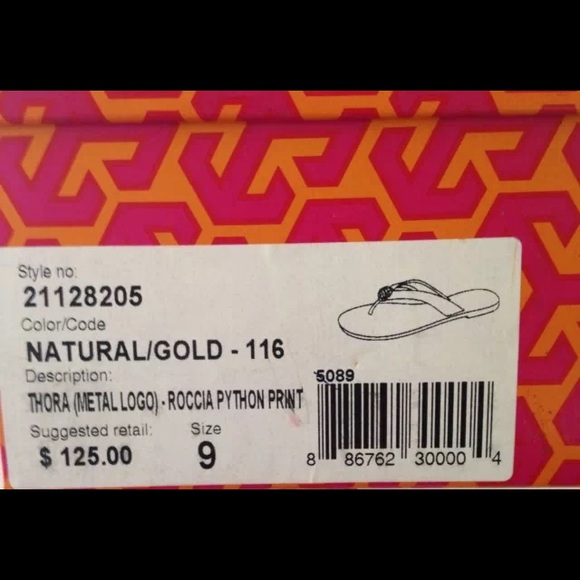 Style no:
21128205
Color/Code
NATURAL/GOLD - 116
Description:
THORA (METAL LOGO) - ROCCIA PYTHON PRINT
Suggested retail: Size
$ 125.00 9
5089
8 86762 30000 4